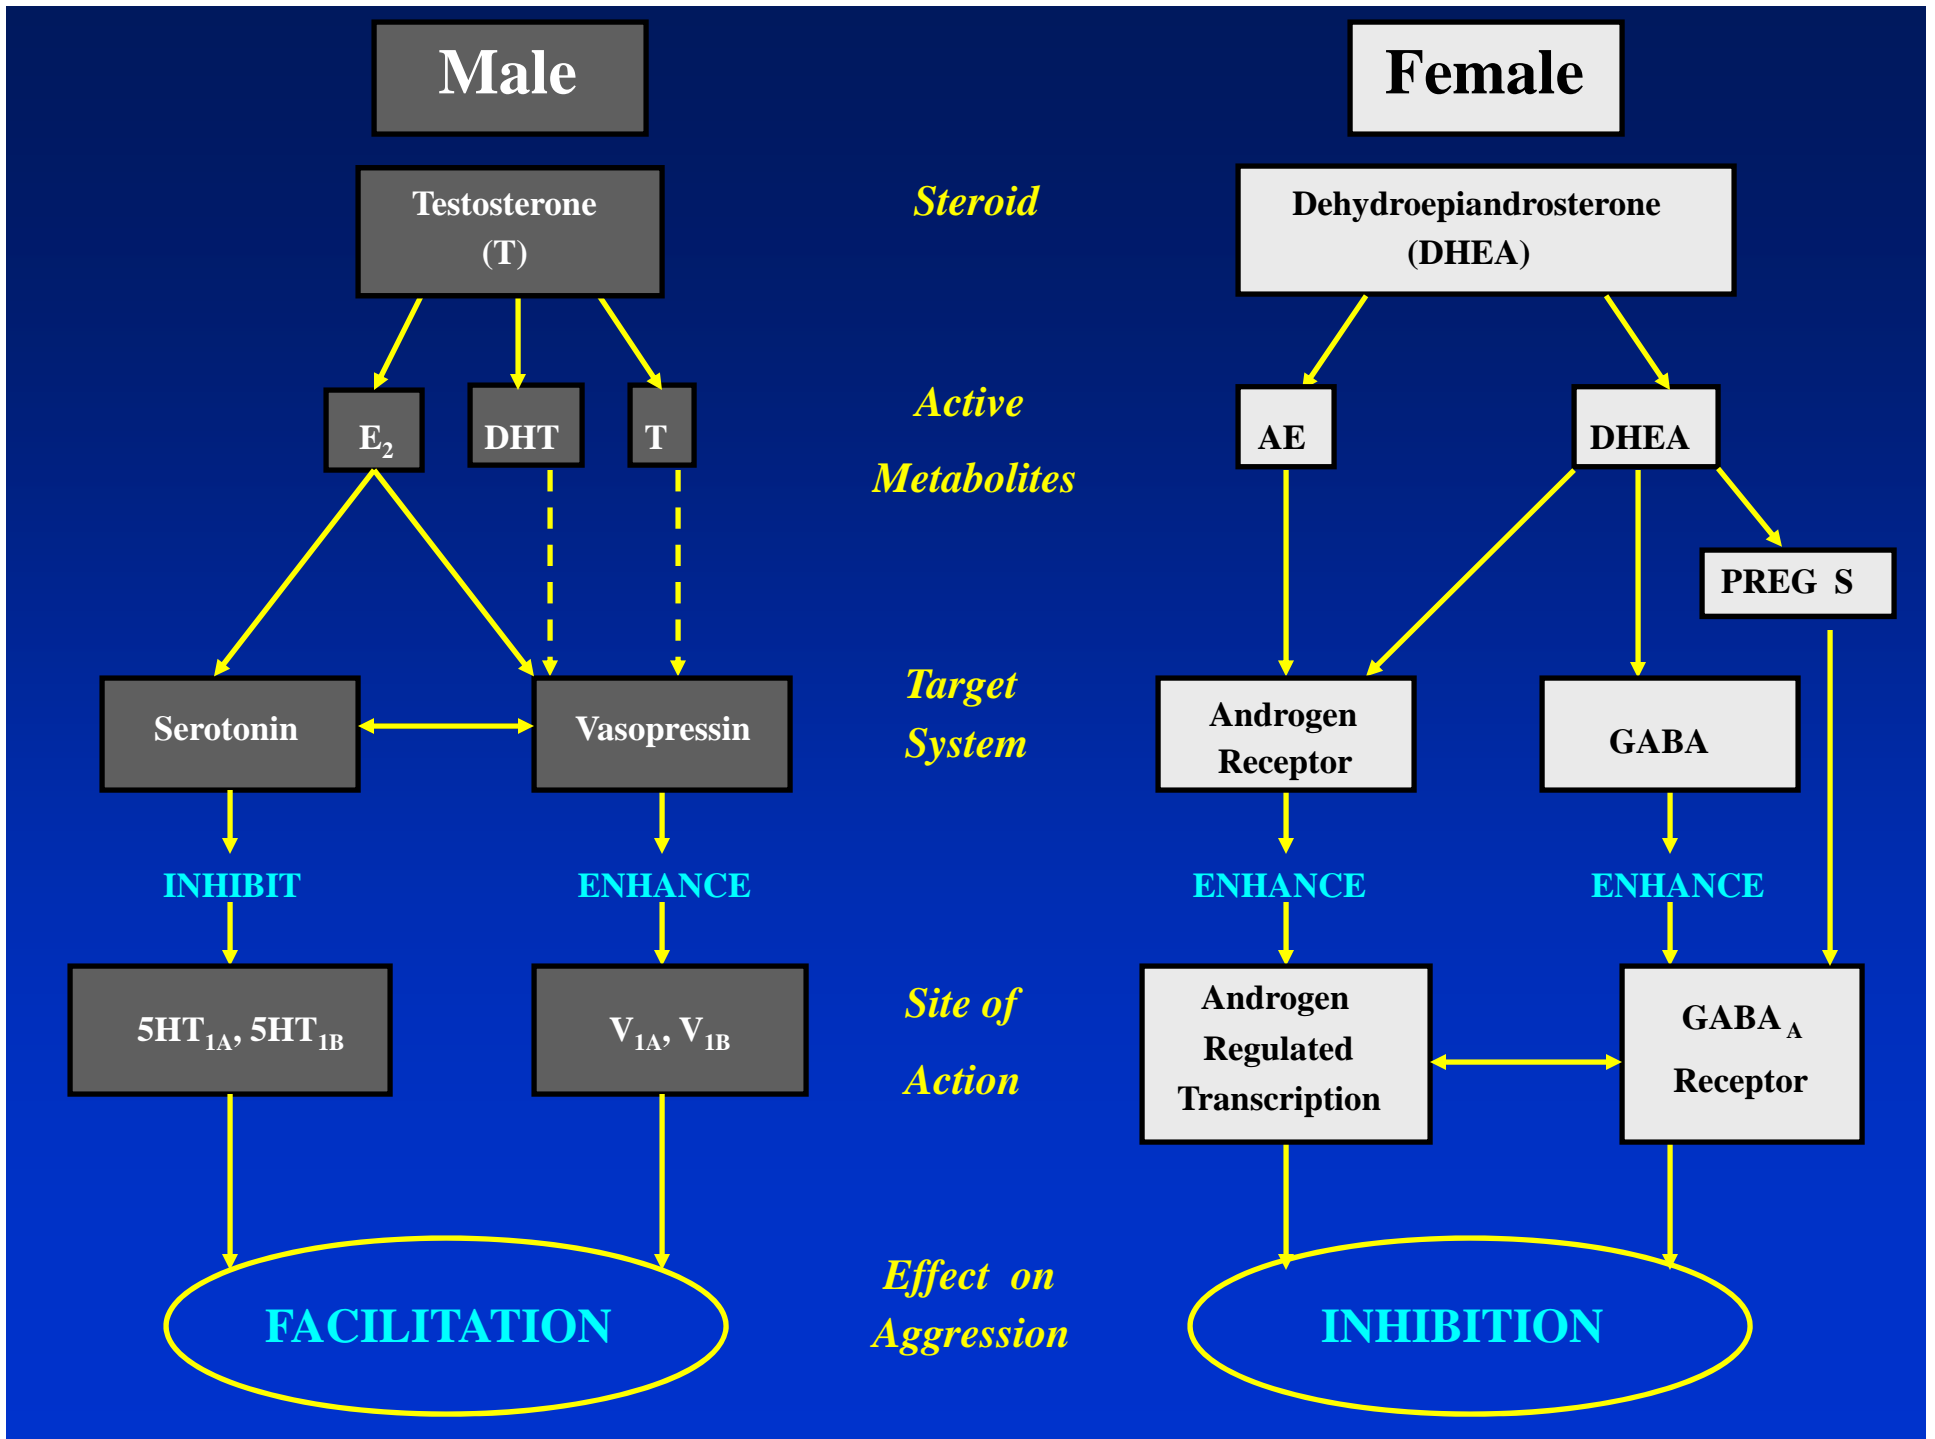 Male
Female
Testosterone
(T)
Steroid
Dehydroepiandrosterone
(DHEA)
E₂
DHT
T
Active
Metabolites
AE
DHEA
PREG S
Serotonin
Vasopressin
Target
System
Androgen
Receptor
GABA
INHIBIT
ENHANCE
ENHANCE
ENHANCE
5HT₁A, 5HT₁B
V₁A, V₁B
Site of
Action
Androgen
Regulated
Transcription
GABA A
Receptor
FACILITATION
Effect on
Aggression
INHIBITION